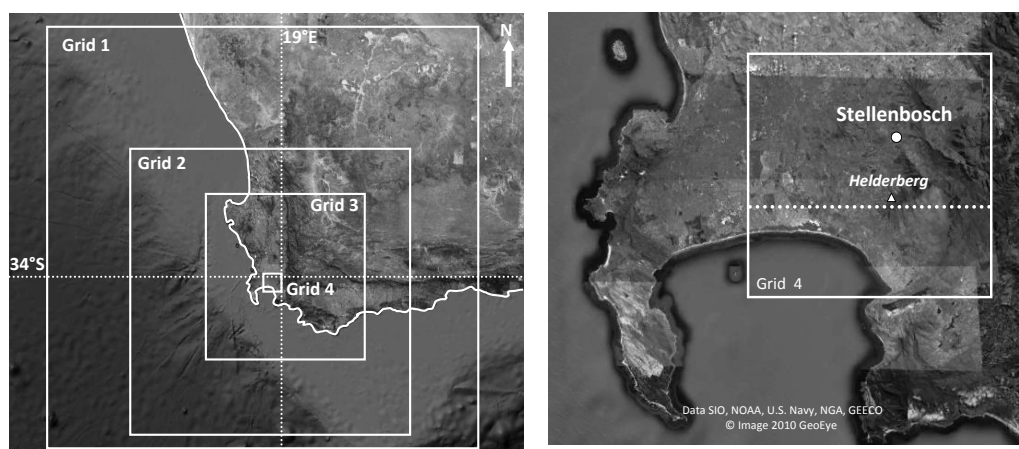 Grid 1
19°E
N
Grid 2
Grid 3
34°S
Grid 4
Stellenbosch
Helderberg
Grid 4
Data SIO, NOAA, U.S. Navy, NGA, GEECO
© Image 2010 GeoEye